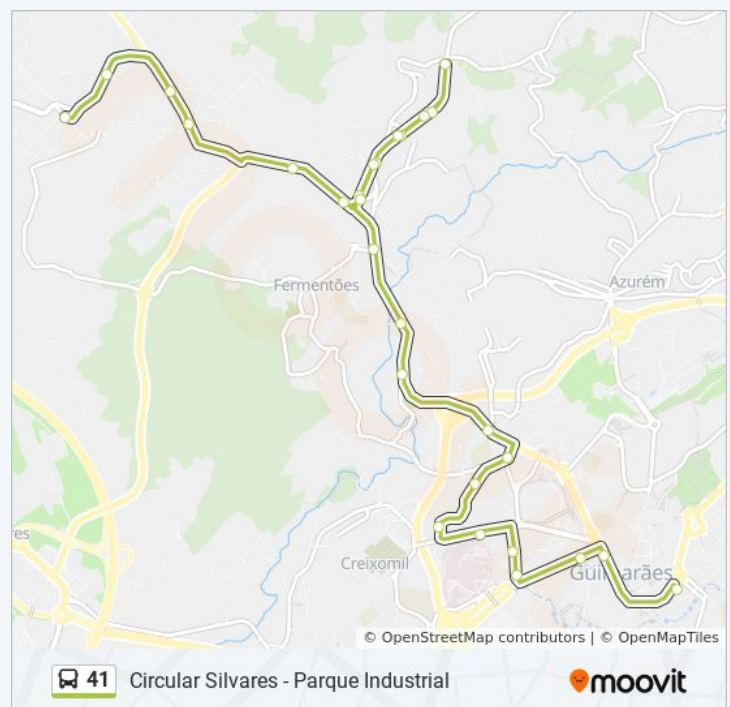 Azurém
Fermentões
es
Creixomil
Guimarães
© OpenStreetMap contributors | © OpenMapTiles
41 Circular Silvares - Parque Industrial
moovit